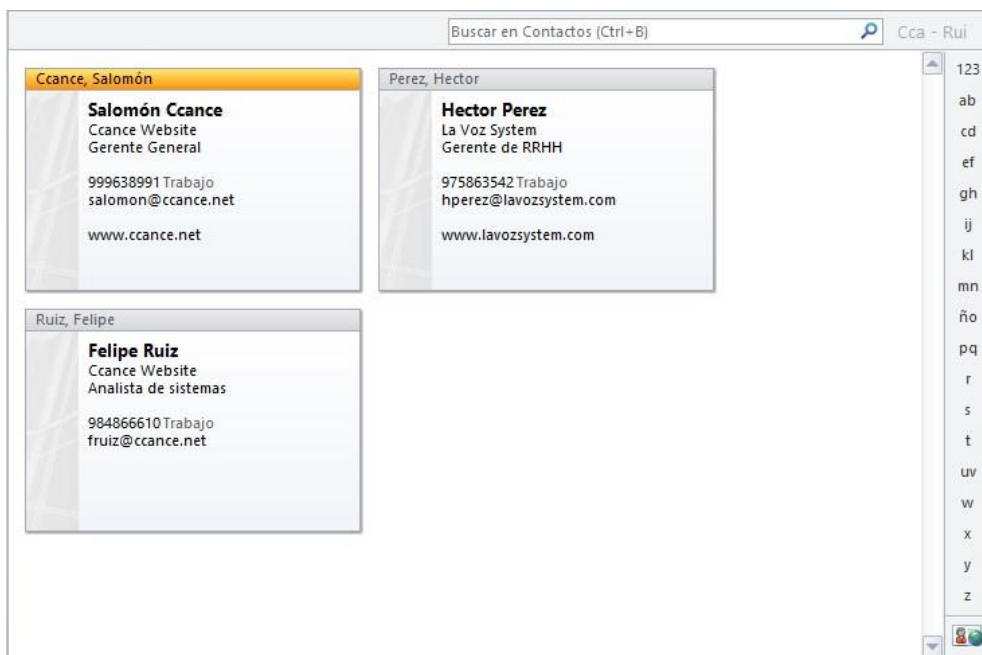 Buscar en Contactos (Ctrl+B)
Cca - Rui
Ccance, Salomón
Salomón Ccance
Ccance Website
Gerente General
999638991 Trabajo
salomon@ccance.net
www.ccance.net
Perez, Hector
Hector Perez
La Voz System
Gerente de RRHH
975863542 Trabajo
hperez@lavozsystem.com
www.lavozsystem.com
Ruiz, Felipe
Felipe Ruiz
Ccance Website
Analista de sistemas
984866610 Trabajo
fruiz@ccance.net
123
ab
cd
ef
gh
ij
kl
mn
ño
pq
r
s
t
uv
w
x
y
z